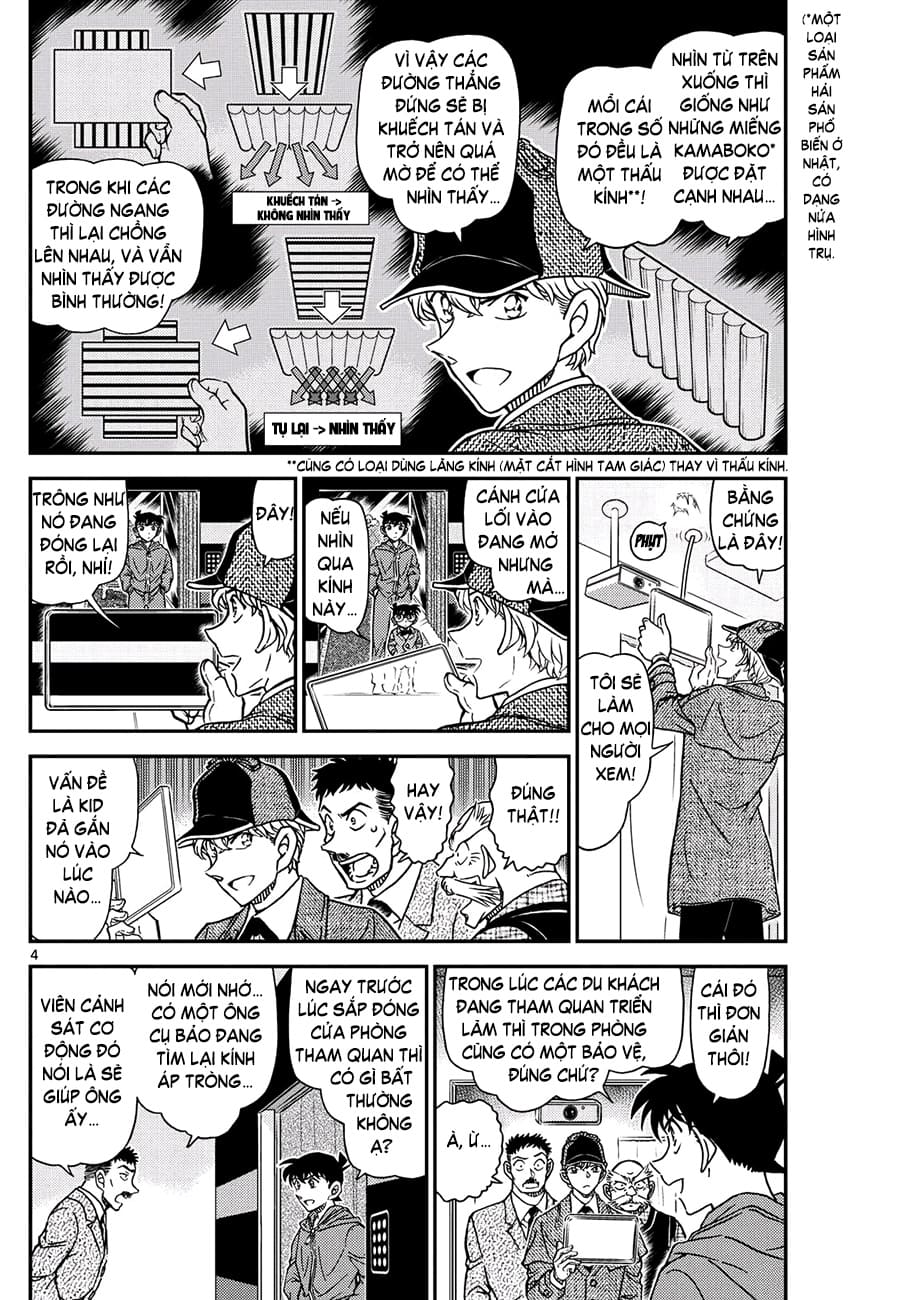 (*MỘT
LOẠI
SẢN
PHẨM
HẢI
SẢN
PHỔ
BIẾN Ở
NHẬT,
CÓ
DẠNG
NỬA
HÌNH
TRỤ.
NHÌN TỪ TRÊN
XUỐNG THÌ
GIỐNG NHƯ
NHỮNG MIẾNG
KAMABOKO*
ĐƯỢC ĐẶT
CẠNH NHAU...
MỖI CÁI
TRONG SỐ
ĐÓ ĐỀU LÀ
MỘT THẤU
KÍNH**!
VÌ VẬY CÁC
ĐƯỜNG THẲNG
ĐỨNG SẼ BỊ
KHUẾCH TÁN VÀ
TRỞ NÊN QUÁ
MỜ ĐỂ CÓ THỂ
NHÌN THẤY...
KHUẾCH TÁN ->
KHÔNG NHÌN THẤY
TRONG KHI CÁC
ĐƯỜNG NGANG
THÌ LẠI CHỒNG
LÊN NHAU, VÀ VẪN
NHÌN THẤY ĐƯỢC
BÌNH THƯỜNG!
TỤ LẠI -> NHÌN THẤY
**CŨNG CÓ LOẠI DÙNG LĂNG KÍNH (MẶT CẮT HÌNH TAM GIÁC) THAY VÌ THẤU KÍNH.
BẰNG
CHỨNG
LÀ ĐÂY!
PHỤT
TÔI SẼ
LÀM
CHO MỌI
NGƯỜI
XEM!
CÁNH CỬA
LỐI VÀO
ĐANG MỞ
NHƯNG
MÀ...
NẾU
NHÌN
QUA
KÍNH
NÀY...
ĐÂY!
TRÔNG NHƯ
NÓ ĐANG
ĐÓNG LẠI
RỒI, NHỈ!
ĐÚNG
THẬT!!
HAY
VẬY!
VẤN ĐỀ
LÀ KID
ĐÃ GẮN
NÓ VÀO
LÚC
NÀO...
4
CÁI ĐÓ
THÌ ĐƠN
GIẢN
THÔI!
TRONG LÚC CÁC DU KHÁCH
ĐANG THAM QUAN TRIỂN
LÃM THÌ TRONG PHÒNG
CŨNG CÓ MỘT BẢO VỆ,
ĐÚNG CHỨ?
À, Ừ...
NGAY TRƯỚC
LÚC SẮP ĐÓNG
CỬA PHÒNG
THAM QUAN THÌ
CÓ GÌ BẤT
THƯỜNG
KHÔNG
Ạ?
NÓI MỚI NHỚ...
CÓ MỘT ÔNG
CỤ BẢO ĐANG
TÌM LẠI KÍNH
ÁP TRÒNG...
VIÊN CẢNH
SÁT CƠ
ĐỘNG ĐÓ
NÓI LÀ SẼ
GIÚP ÔNG
ẤY...